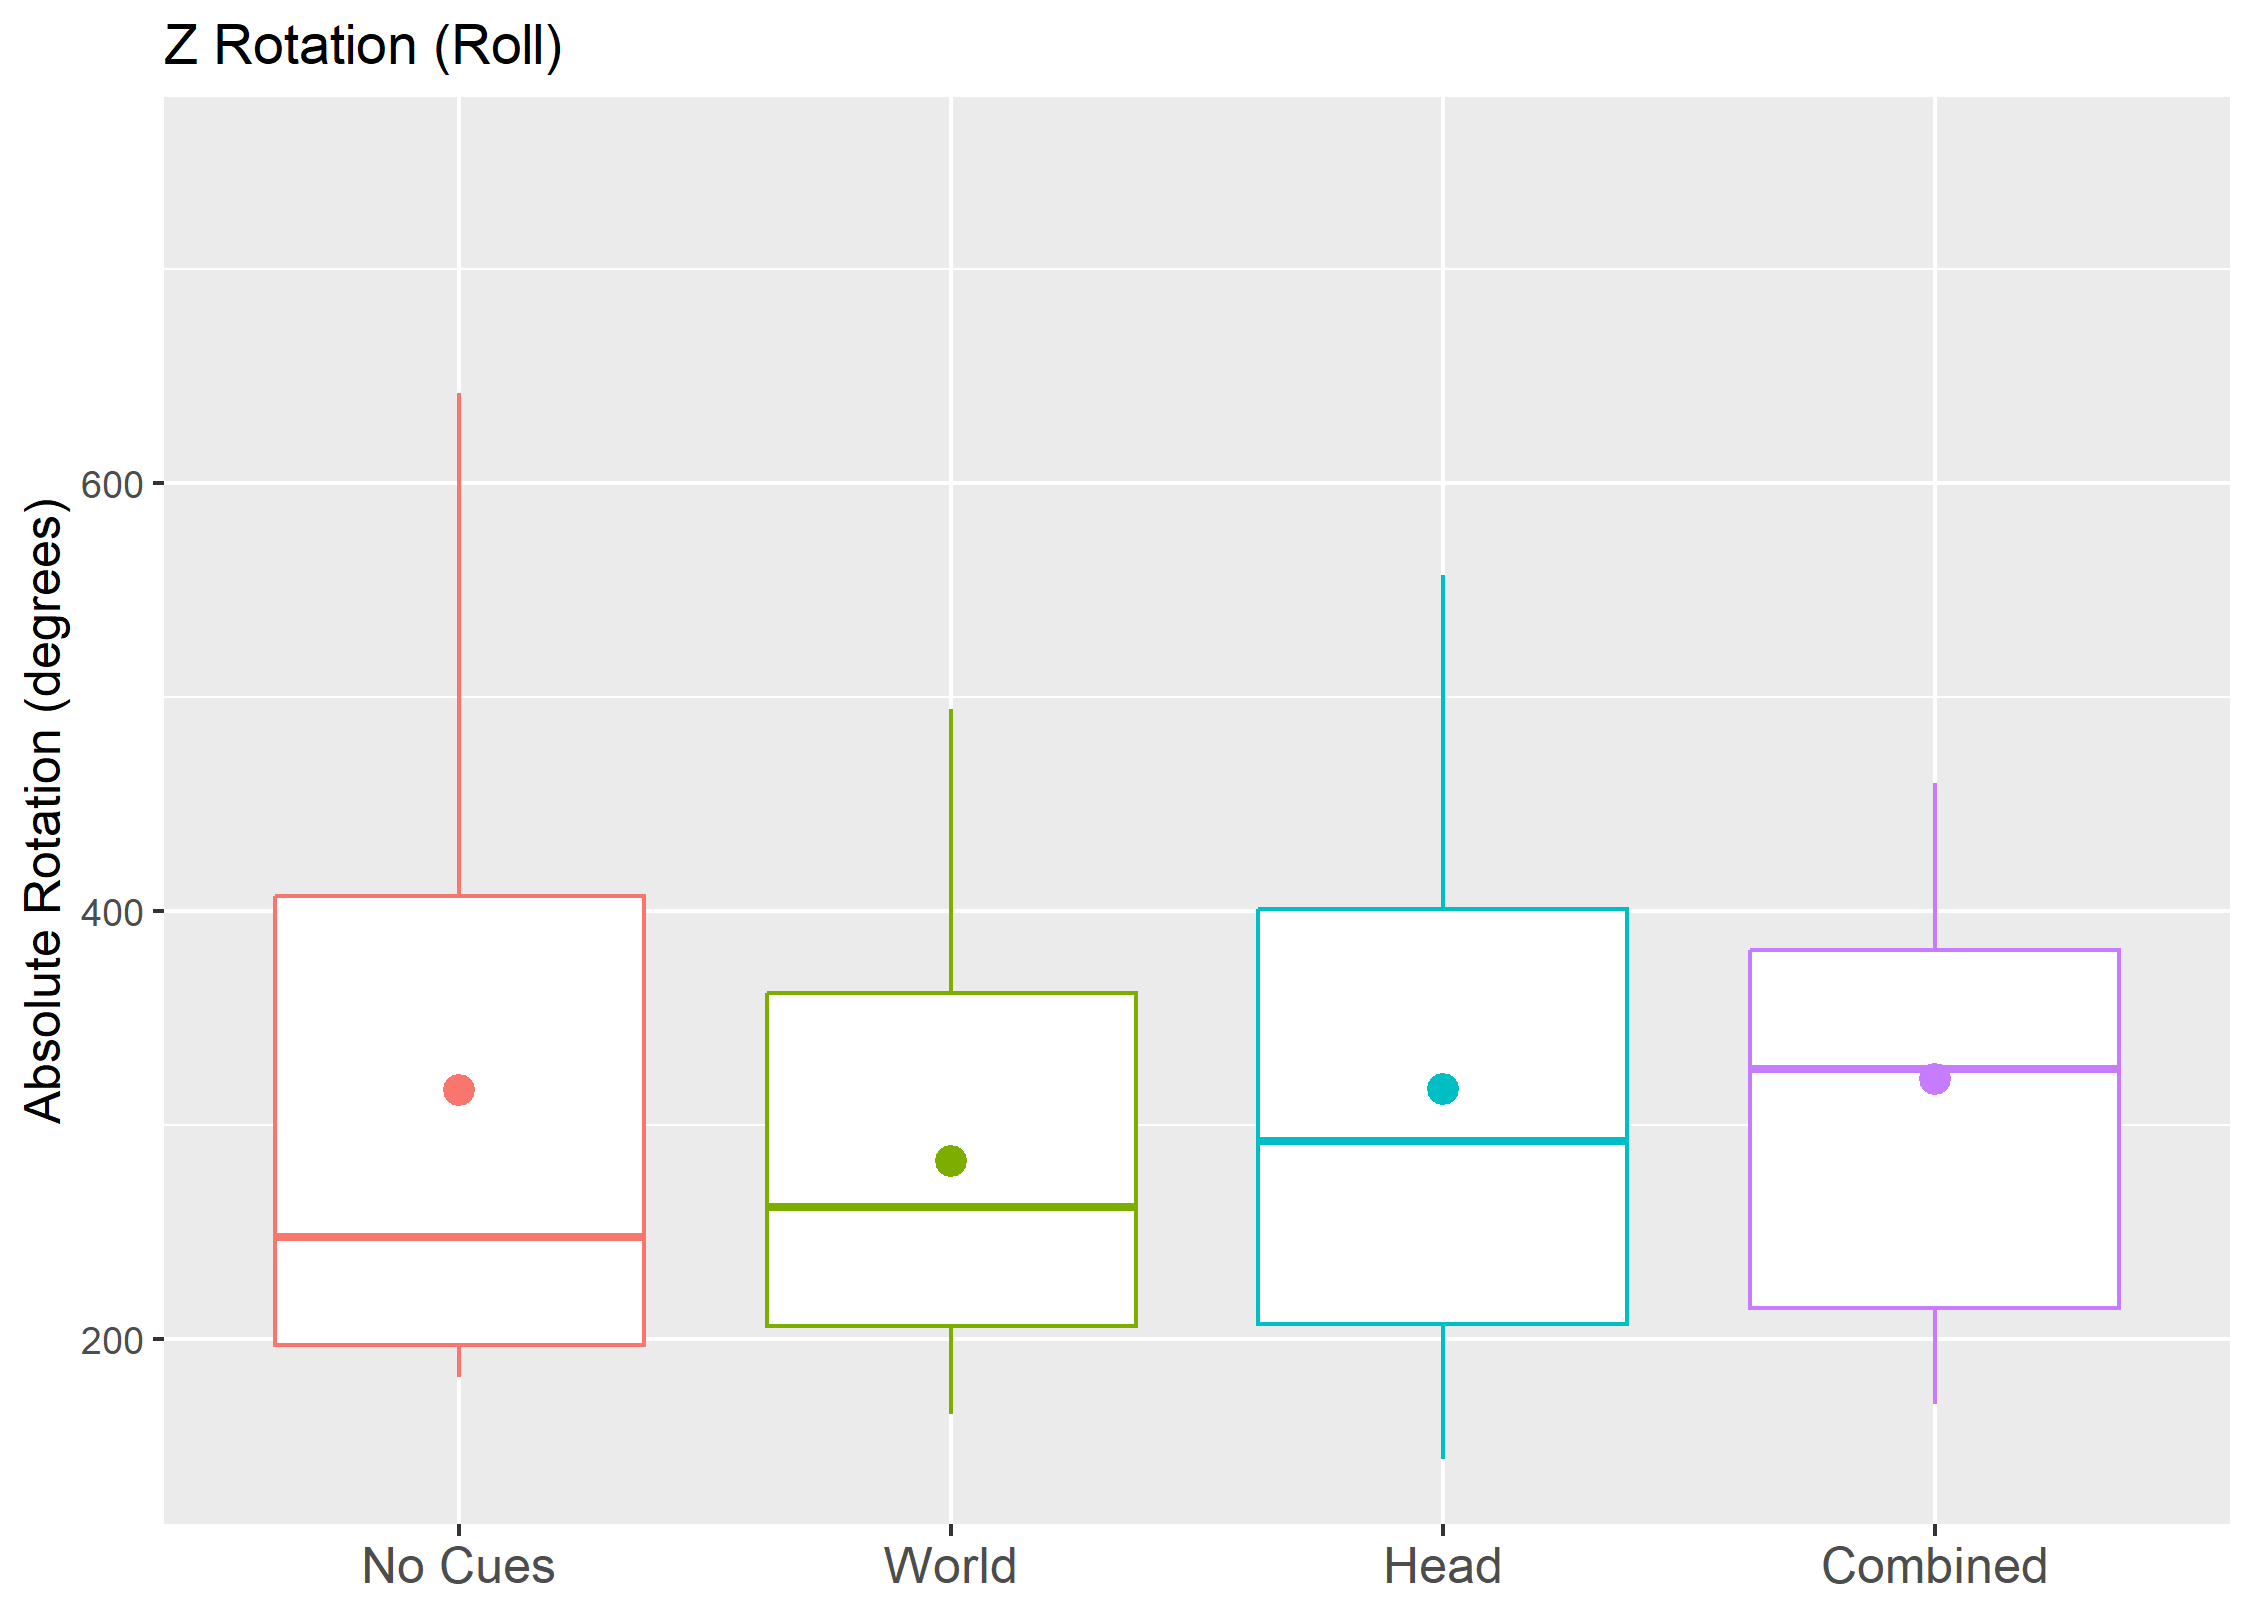 Z Rotation (Roll)
Absolute Rotation (degrees)
600
400
200
No Cues
World
Head
Combined